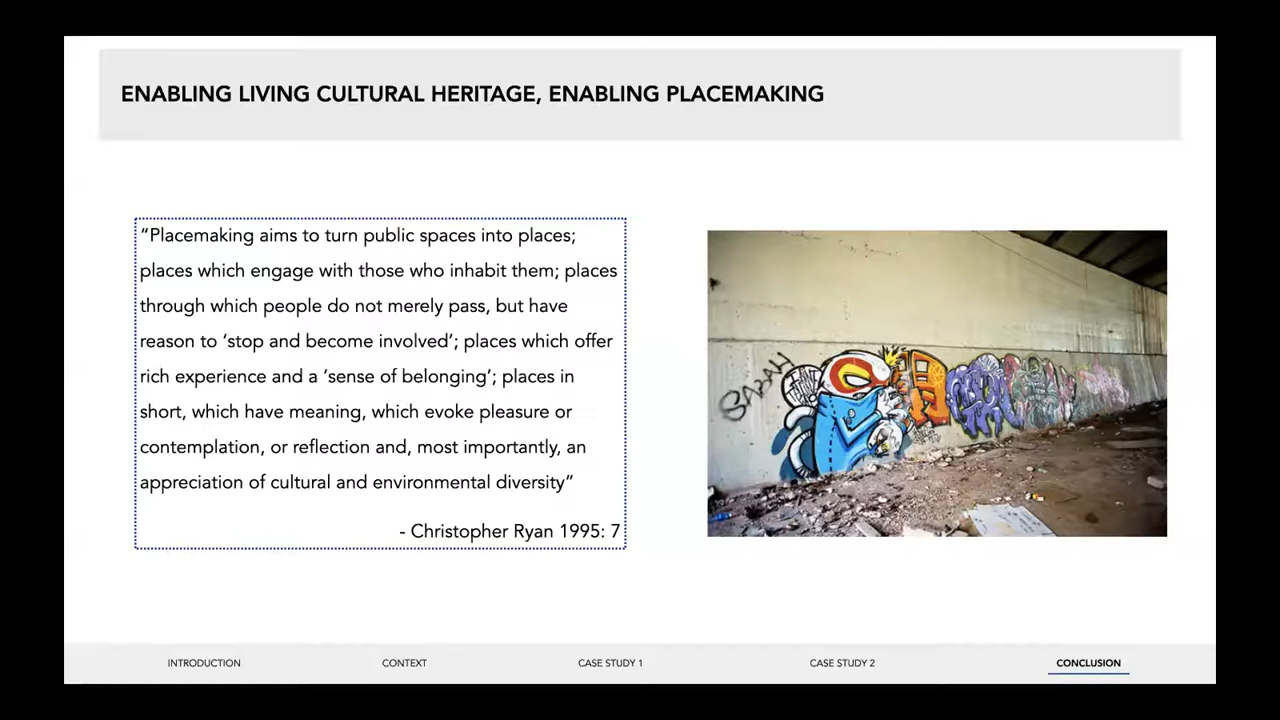 ENABLING LIVING CULTURAL HERITAGE, ENABLING PLACEMAKING
“Placemaking aims to turn public spaces into places;
places which engage with those who inhabit them; places
through which people do not merely pass, but have
reason to ‘stop and become involved’; places which offer
rich experience and a ‘sense of belonging’; places in
short, which have meaning, which evoke pleasure or
contemplation, or reflection and, most importantly, an
appreciation of cultural and environmental diversity”
- Christopher Ryan 1995: 7
SABAH
INTRODUCTION
CONTEXT
CASE STUDY 1
CASE STUDY 2
CONCLUSION